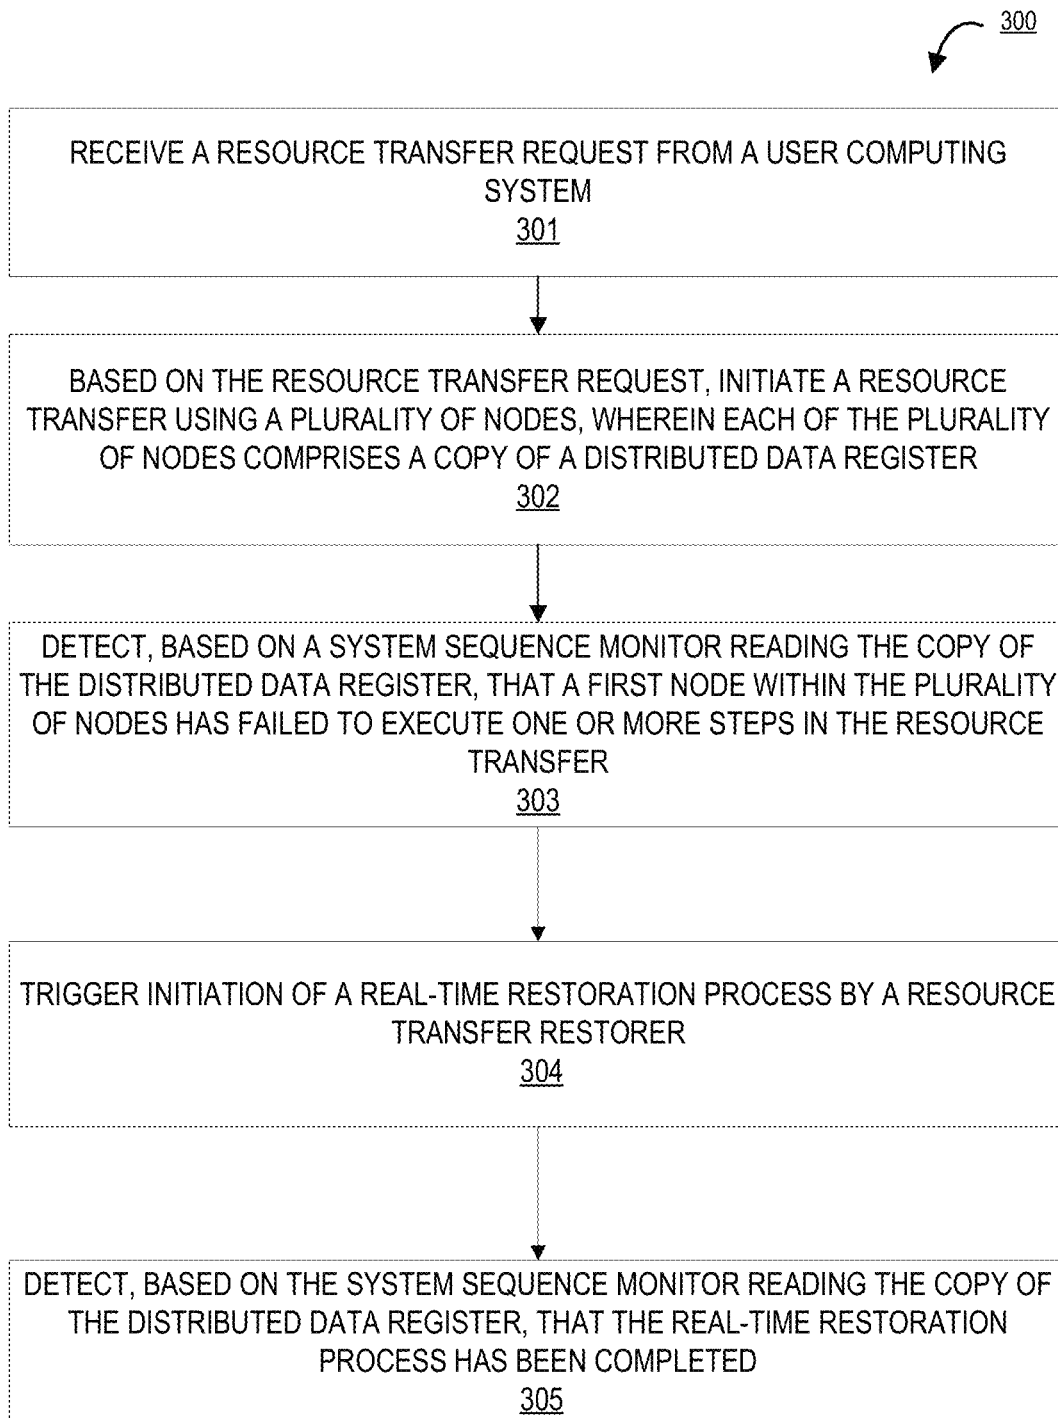 300
RECEIVE A RESOURCE TRANSFER REQUEST FROM A USER COMPUTING
SYSTEM
301
BASED ON THE RESOURCE TRANSFER REQUEST, INITIATE A RESOURCE
TRANSFER USING A PLURALITY OF NODES, WHEREIN EACH OF THE PLURALITY
OF NODES COMPRISES A COPY OF A DISTRIBUTED DATA REGISTER
302
DETECT, BASED ON A SYSTEM SEQUENCE MONITOR READING THE COPY OF
THE DISTRIBUTED DATA REGISTER, THAT A FIRST NODE WITHIN THE PLURALITY
OF NODES HAS FAILED TO EXECUTE ONE OR MORE STEPS IN THE RESOURCE
TRANSFER
303
TRIGGER INITIATION OF A REAL-TIME RESTORATION PROCESS BY A RESOURCE
TRANSFER RESTORER
304
DETECT, BASED ON THE SYSTEM SEQUENCE MONITOR READING THE COPY OF
THE DISTRIBUTED DATA REGISTER, THAT THE REAL-TIME RESTORATION
PROCESS HAS BEEN COMPLETED
305